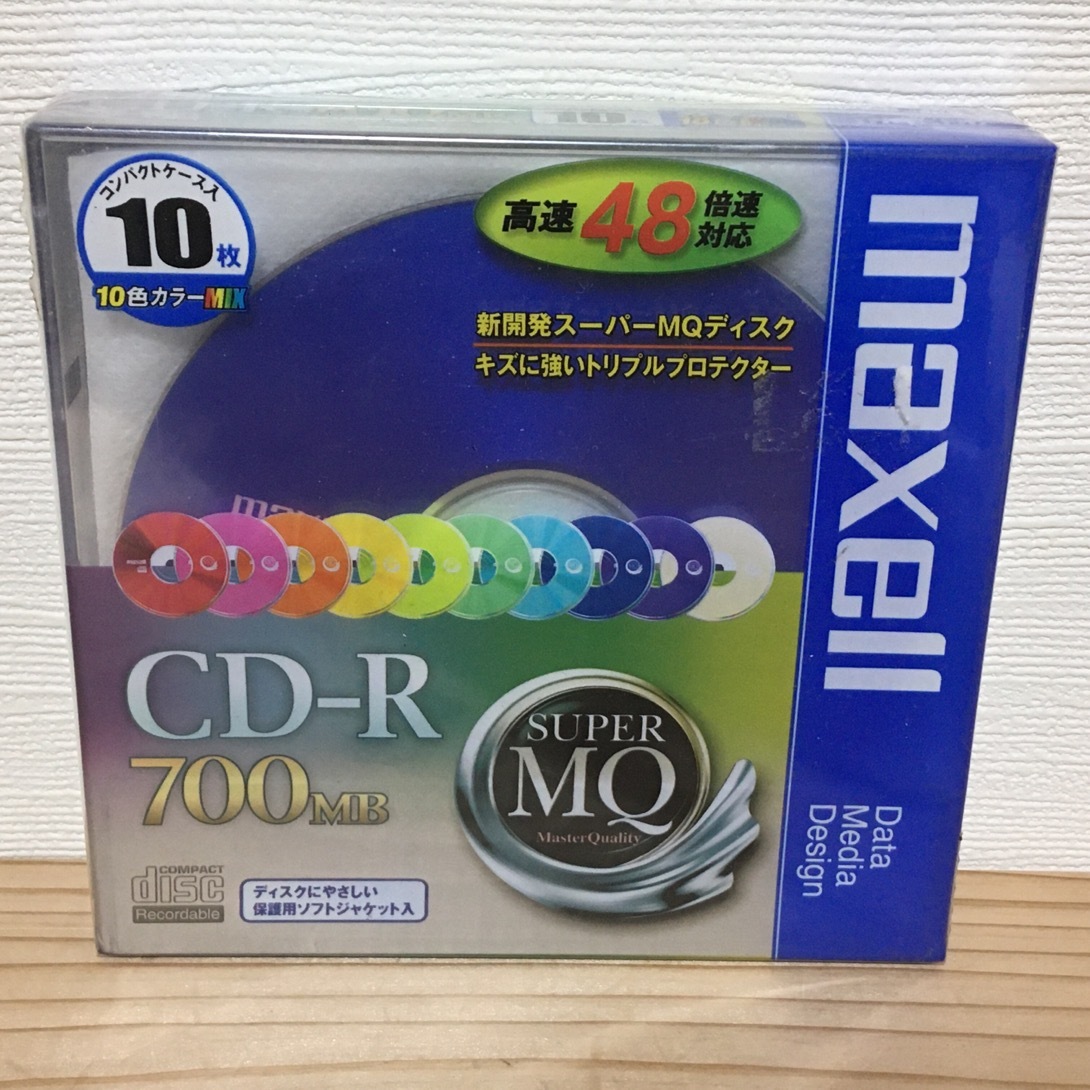 コンパクトケース入
10枚
10色カラーMIX
高速48倍速
対応
新開発スーパーMQディスク
キズに強いトリプルプロテクター
maxell
CD-R
700MB
SUPER
MQ
MasterQuality
COMPACT
disc
Recordable
ディスクにやさしい
保護用ソフトジャケット入
Data
Media
Design